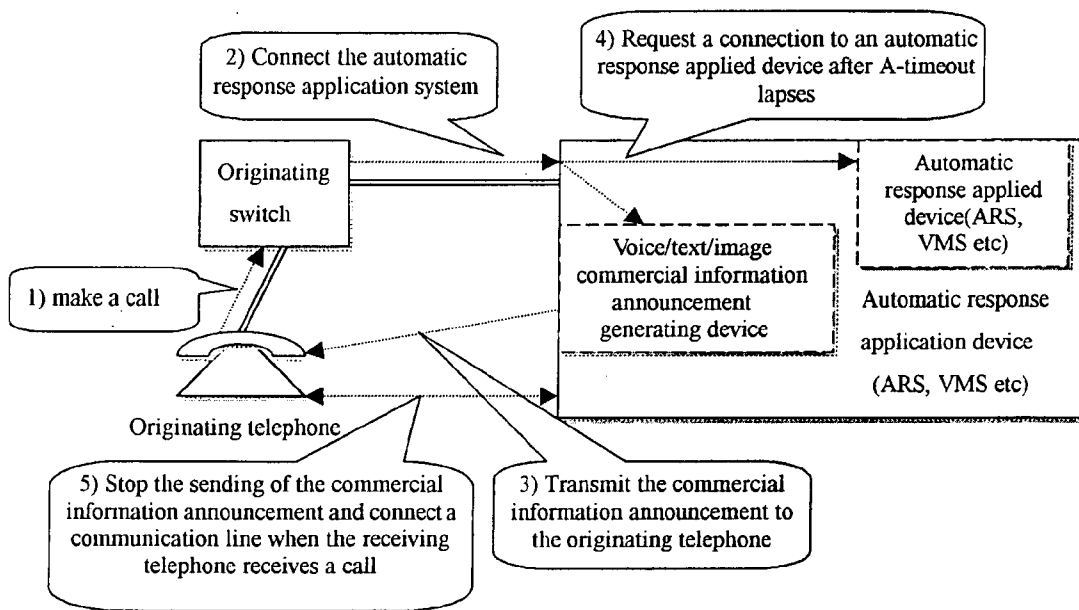 2) Connect the automatic
response application system
4) Request a connection to an automatic
response applied device after A-timeout
lapses
Originating
switch
Automatic
response applied
device(ARS,
VMS etc)
Voice/text/image
commercial information
announcement
generating device
1) make a call
Automatic response
application device
(ARS, VMS etc)
Originating telephone
5) Stop the sending of the commercial
information announcement and connect a
communication line when the receiving
telephone receives a call
3) Transmit the commercial
information announcement to
the originating telephone